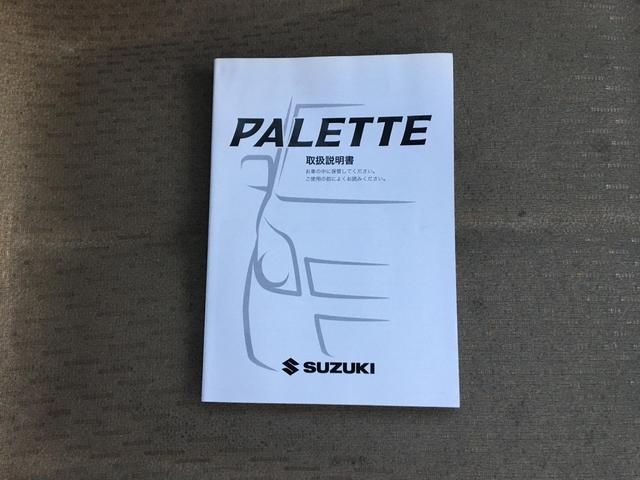 PALETTE
取扱説明書
お車の中に保管してください。
ご使用の前によくお読みください。
SUZUKI